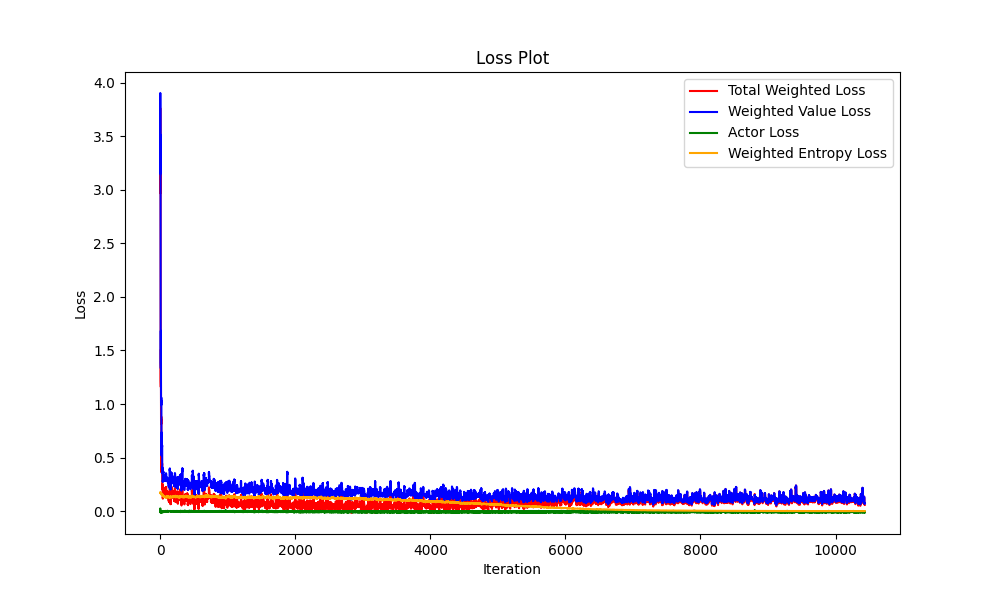 Loss Plot
Total Weighted Loss
Weighted Value Loss
Actor Loss
Weighted Entropy Loss
4.0
3.5
3.0
2.5
2.0
1.5
1.0
0.5
0.0
Loss
0 2000 4000 6000 8000 10000
Iteration